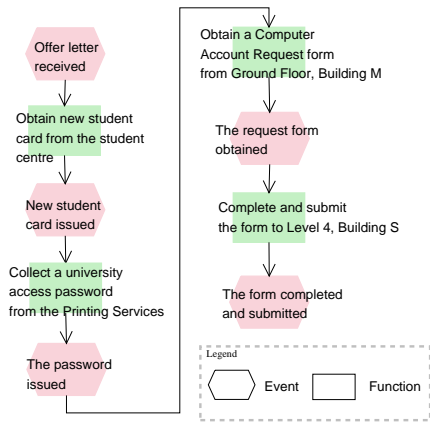 Offer letter
received
Obtain new student
card from the student
centre
New student
card issued
Collect a university
access password
from the Printing Services
The password
issued
Obtain a Computer
Account Request form
from Ground Floor, Building M
The request form
obtained
Complete and submit
the form to Level 4, Building S
The form completed
and submitted
Legend
Event
Function